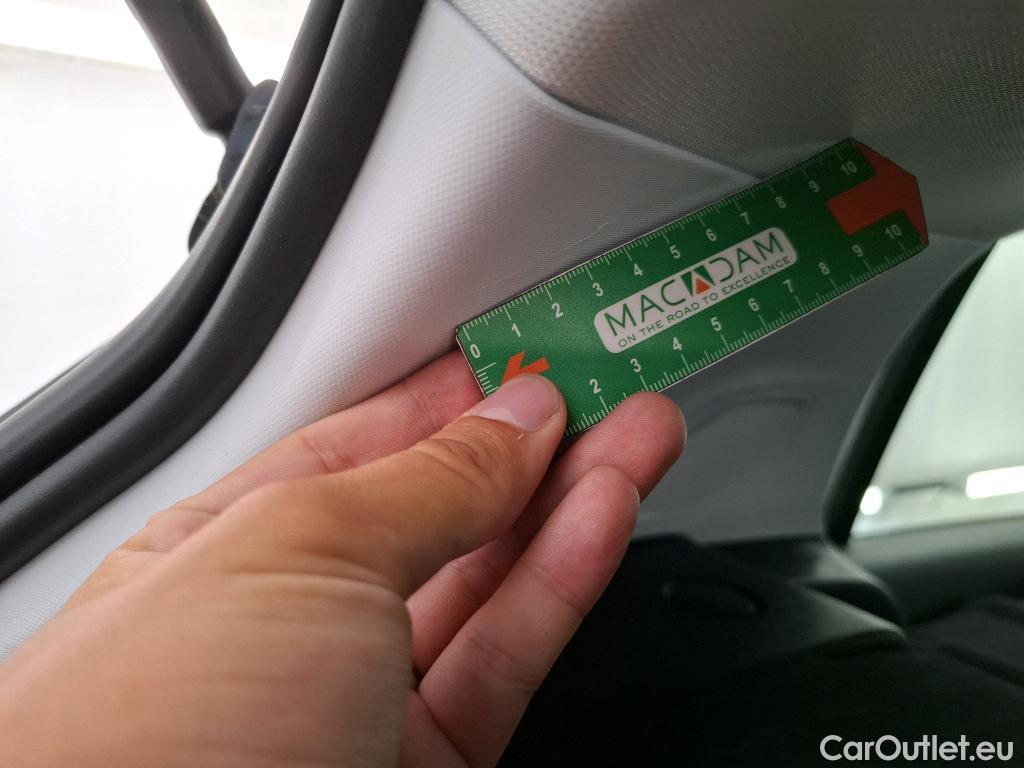 0 1 2 3 4 5 6 7 8 9 10
MACADAM
ON THE ROAD TO EXCELLENCE
2 3 4 5 6 7 8 9 10
CarOutlet.eu